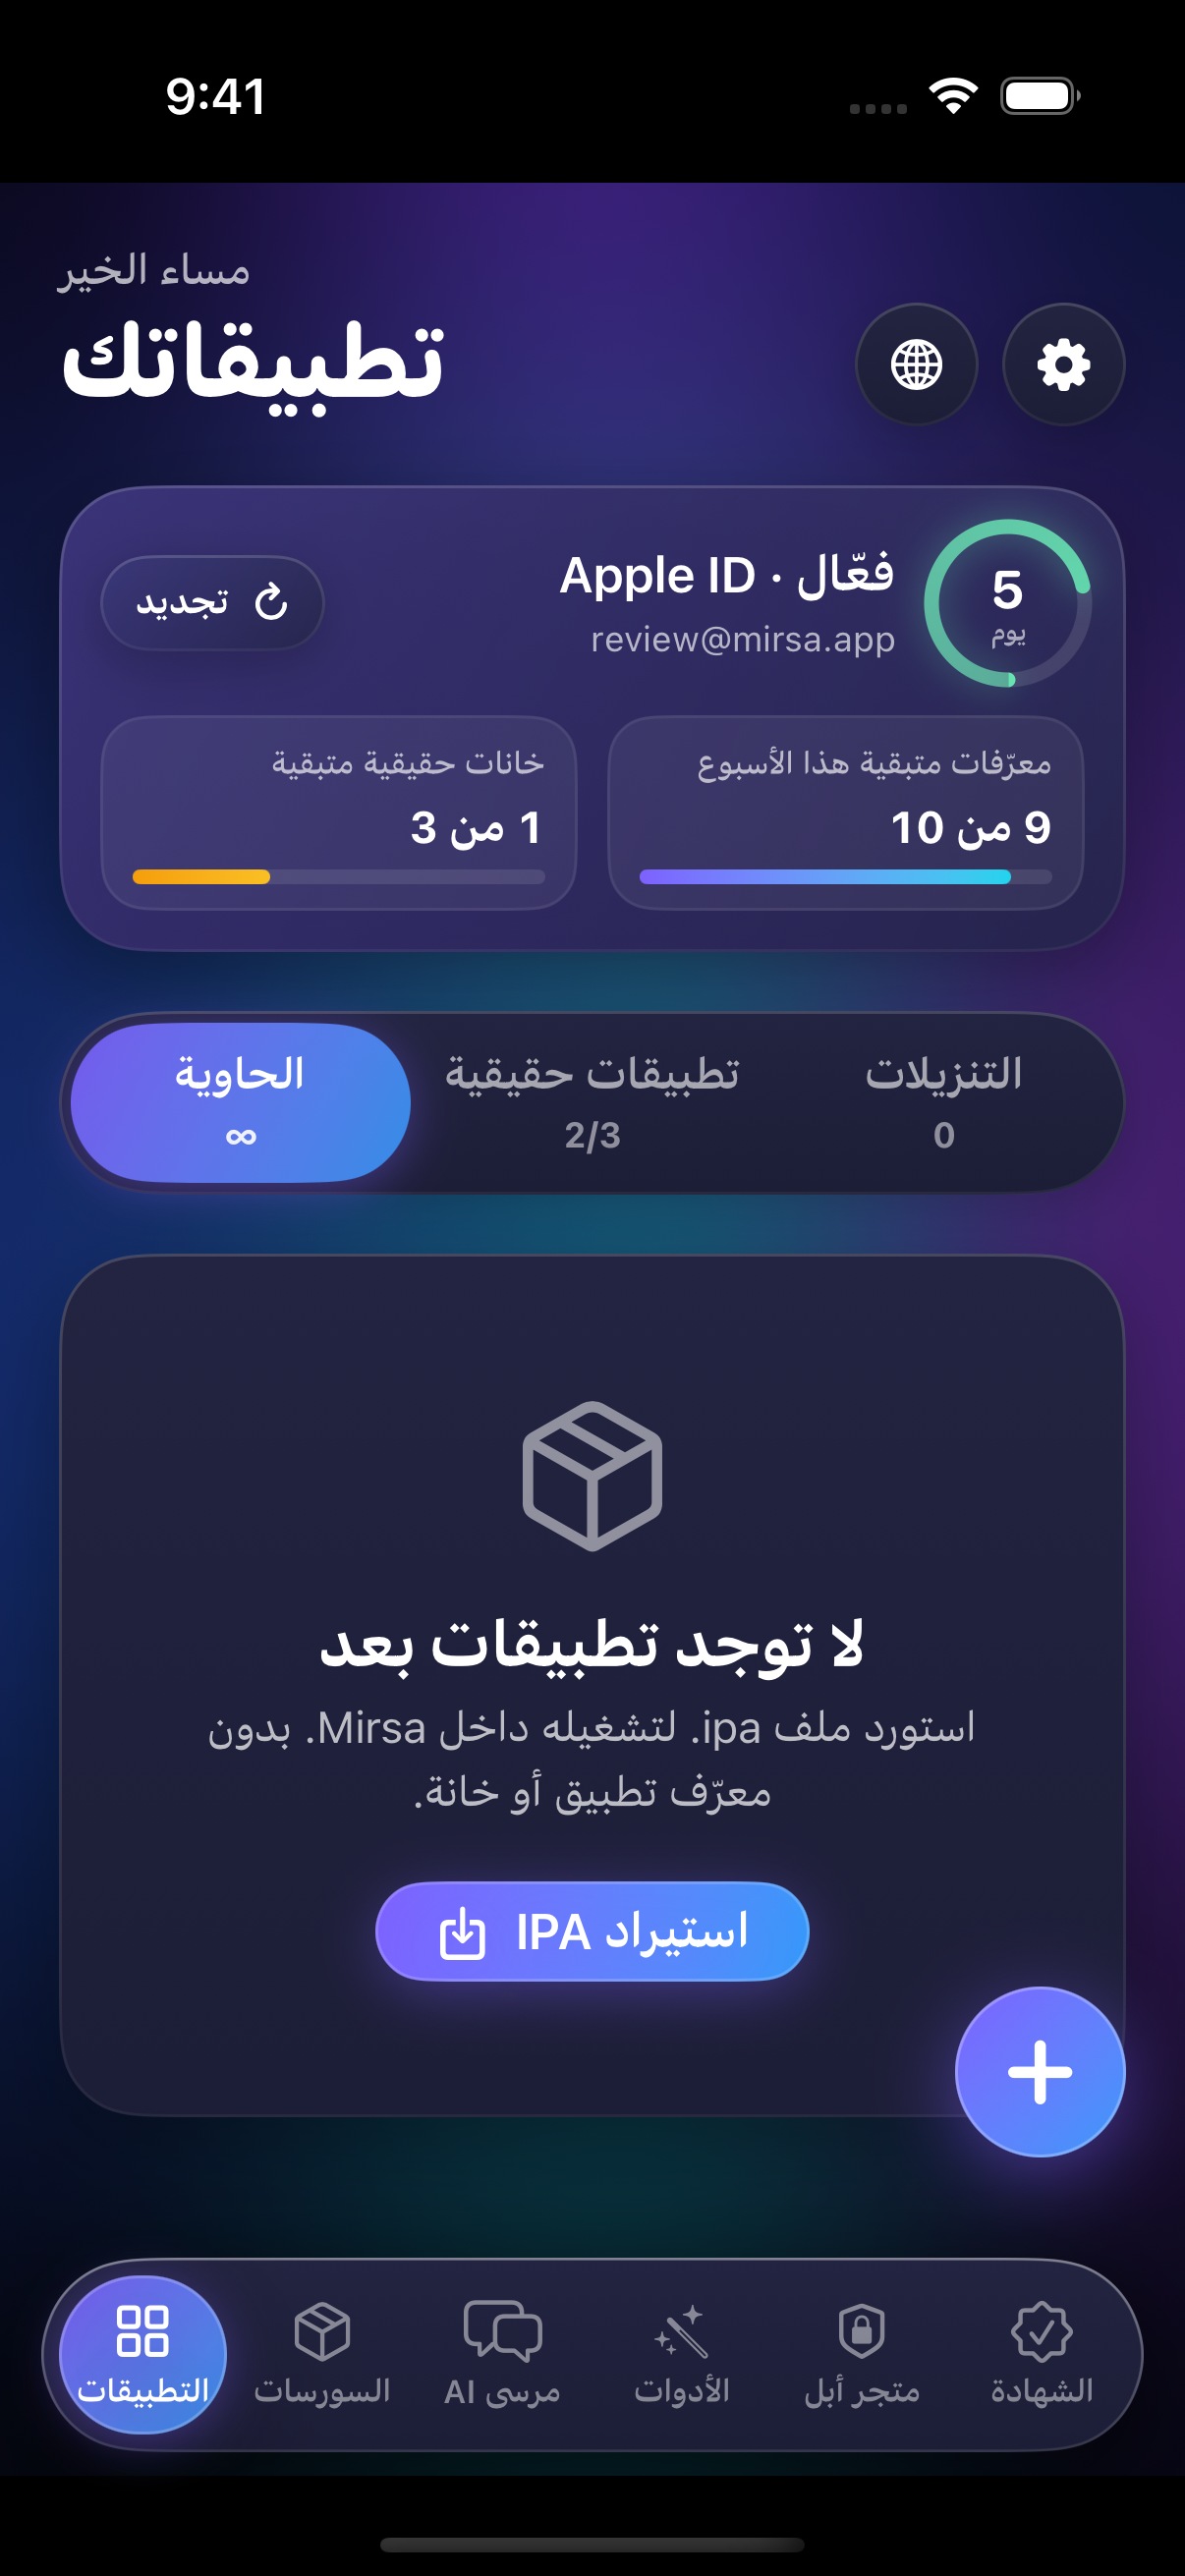 9:41
مساء الخير
تطبيقاتك
5
يوم
فعّال · Apple ID
review@mirsa.app
تجديد
معرّفات متبقية هذا الأسبوع
9 من 10
خانات حقيقية متبقية
1 من 3
التنزيلات
0
تطبيقات حقيقية
2/3
الحاوية
∞
لا توجد تطبيقات بعد
استورد ملف ipa. لتشغيله داخل Mirsa. بدون
معرّف تطبيق أو خانة.
استيراد IPA
الشهادة
متجر أبل
الأدوات
مرسى AI
السورسات
التطبيقات